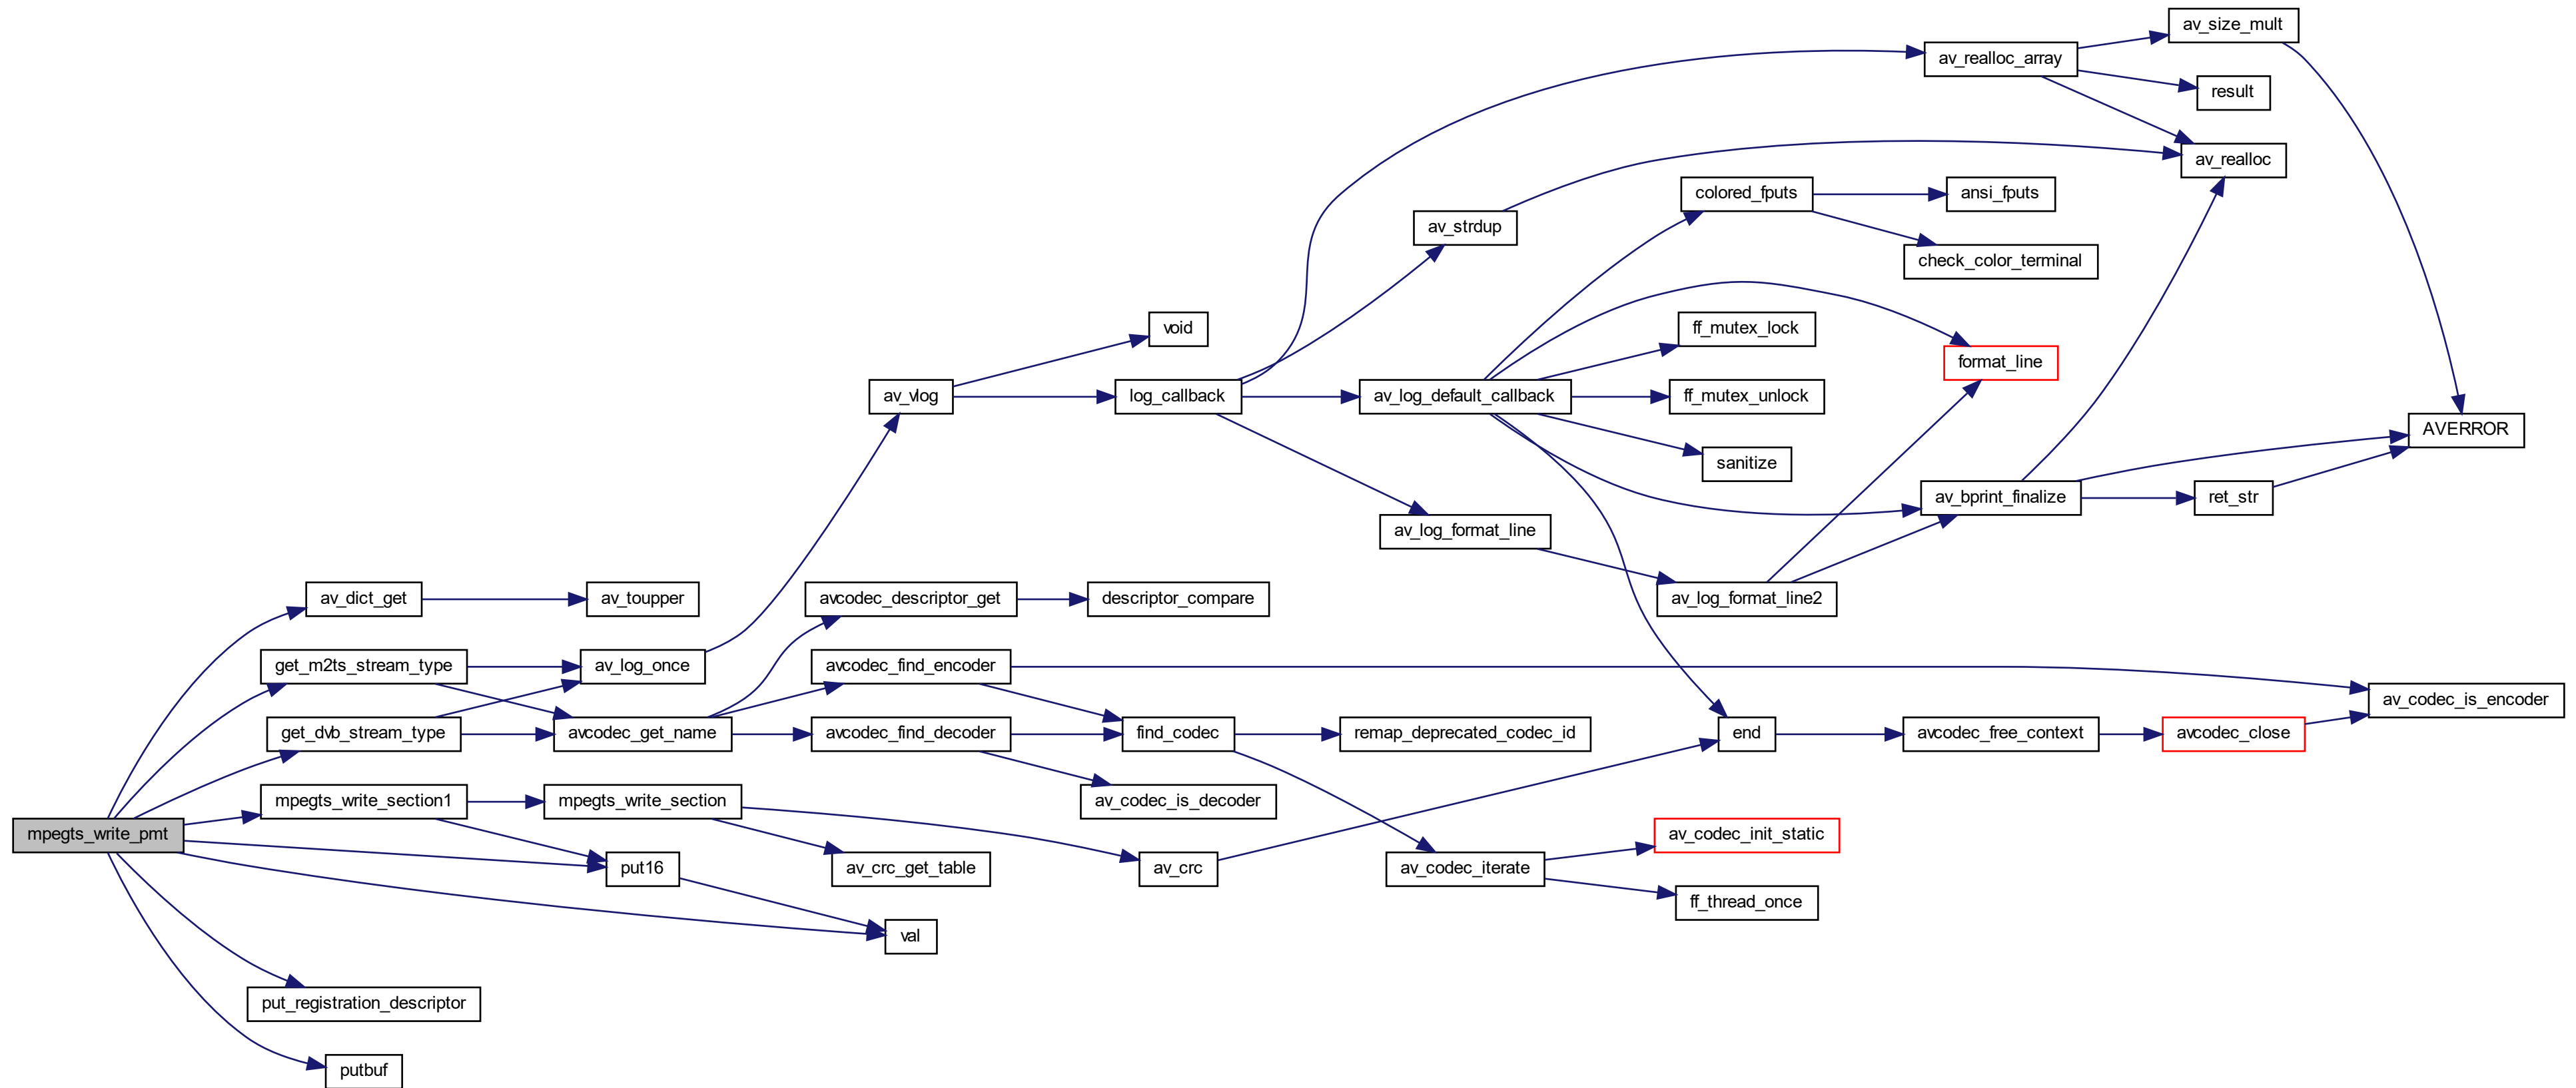 av_size_mult
av_realloc_array
result
av_realloc
colored_fputs
ansi_fputs
av_strdup
check_color_terminal
void
ff_mutex_lock
format_line
av_vlog
log_callback
av_log_default_callback
ff_mutex_unlock
AVERROR
sanitize
av_bprint_finalize
ret_str
av_log_format_line
av_dict_get
av_toupper
avcodec_descriptor_get
descriptor_compare
av_log_format_line2
get_m2ts_stream_type
av_log_once
avcodec_find_encoder
av_codec_is_encoder
get_dvb_stream_type
avcodec_get_name
avcodec_find_decoder
find_codec
remap_deprecated_codec_id
end
avcodec_free_context
avcodec_close
mpegts_write_section1
mpegts_write_section
av_codec_is_decoder
mpegts_write_pmt
av_codec_init_static
put16
av_crc_get_table
av_crc
av_codec_iterate
ff_thread_once
val
put_registration_descriptor
putbuf